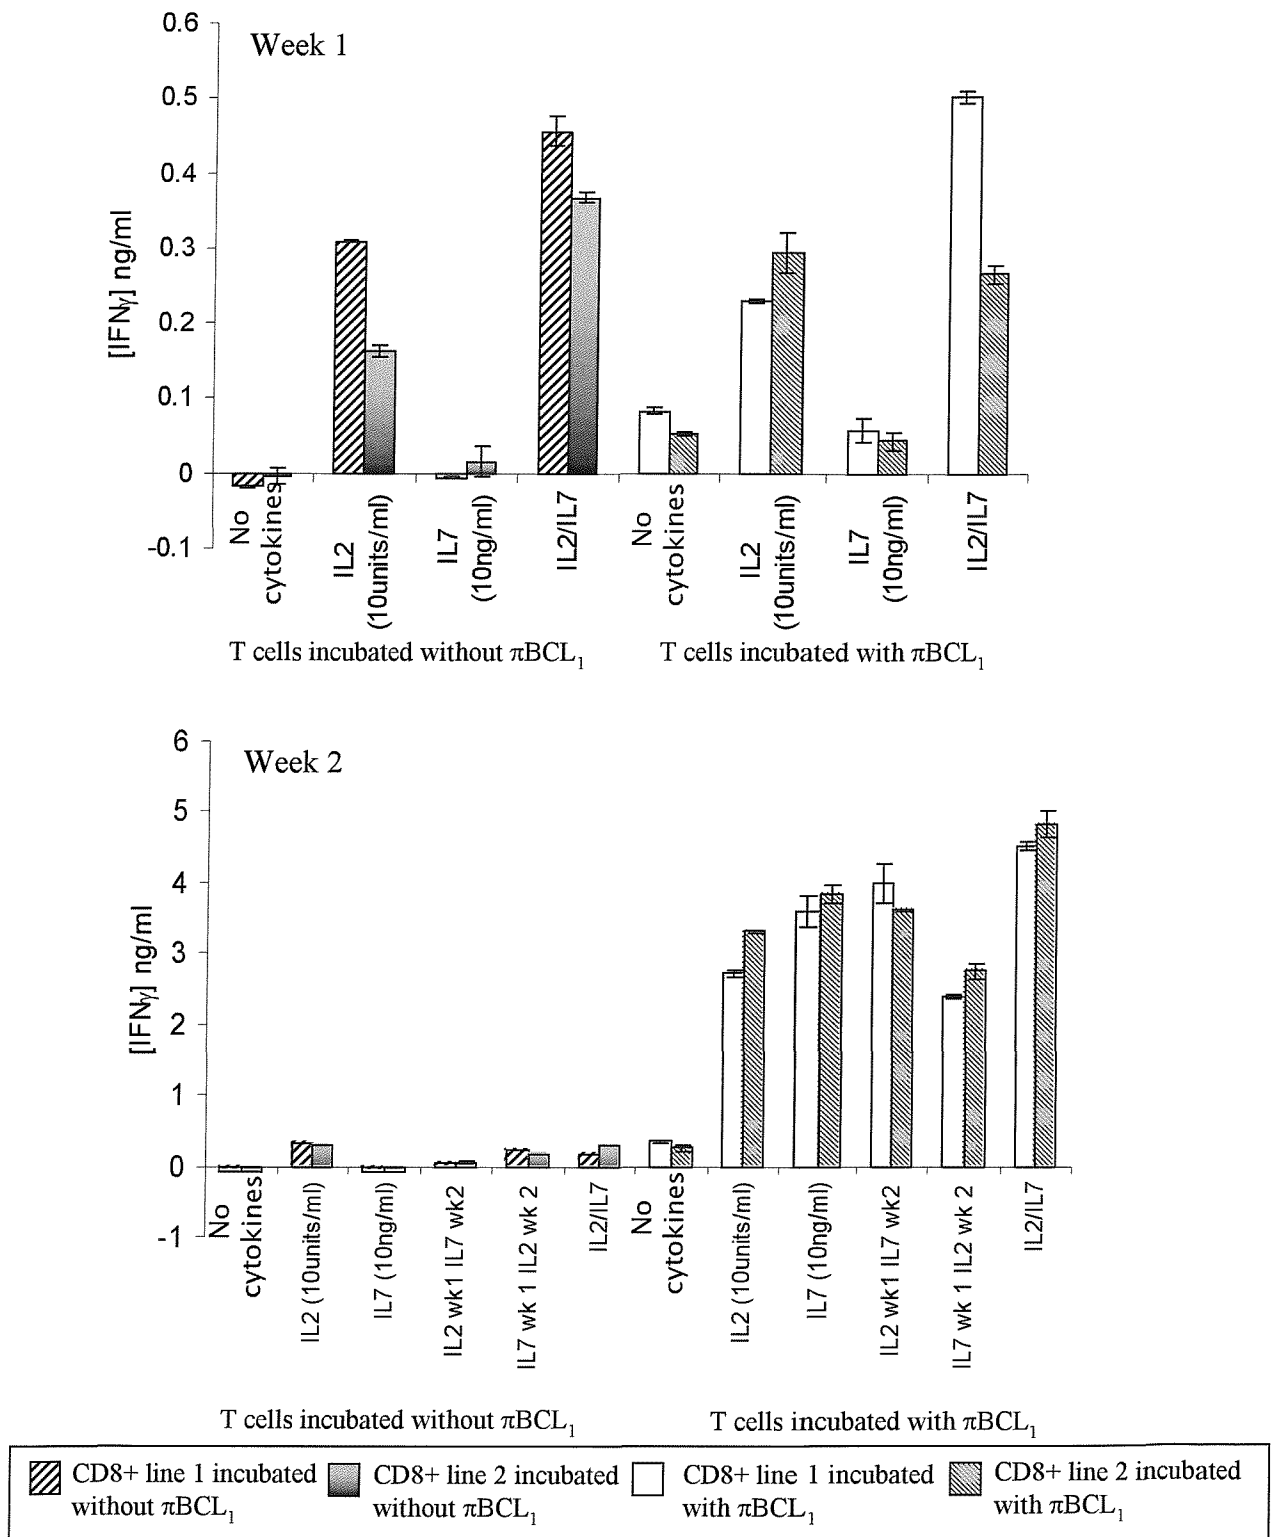 Week 1
[IFNγ] ng/ml
0.6
0.5
0.4
0.3
0.2
0.1
0
-0.1
No
cytokines
IL2
(10units/ml)
IL7
(10ng/ml)
IL2/IL7
No
cytokines
IL2
(10units/ml)
IL7
(10ng/ml)
IL2/IL7
T cells incubated without πBCL₁
T cells incubated with πBCL₁
Week 2
[IFNγ] ng/ml
6
5
4
3
2
1
0
-1
No
cytokines
IL2 (10units/ml)
IL7 (10ng/ml)
IL2 wk1 IL7 wk2
IL7 wk 1 IL2 wk 2
IL2/IL7
No
cytokines
IL2 (10units/ml)
IL7 (10ng/ml)
IL2 wk1 IL7 wk2
IL7 wk 1 IL2 wk 2
IL2/IL7
T cells incubated without πBCL₁
T cells incubated with πBCL₁
CD8+ line 1 incubated
without πBCL₁
CD8+ line 2 incubated
without πBCL₁
CD8+ line 1 incubated
with πBCL₁
CD8+ line 2 incubated
with πBCL₁